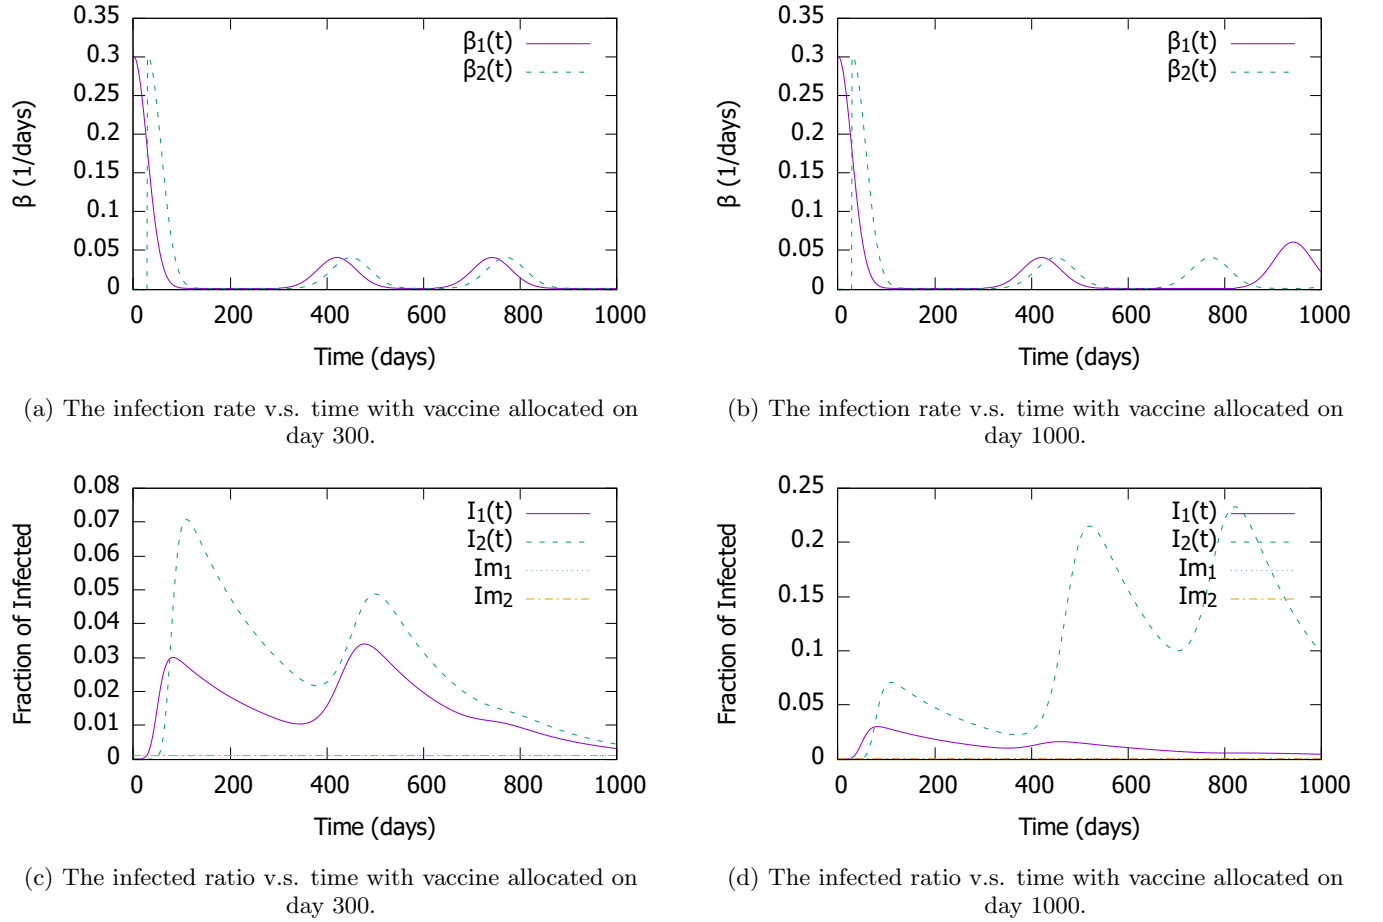 0.35
0.3
0.25
0.2
0.15
0.1
0.05
0
β (1/days)
β1(t)
β2(t)
0 200 400 600 800 1000
Time (days)
(a) The infection rate v.s. time with vaccine allocated on
day 300.
0.35
0.3
0.25
0.2
0.15
0.1
0.05
0
β (1/days)
β1(t)
β2(t)
0 200 400 600 800 1000
Time (days)
(b) The infection rate v.s. time with vaccine allocated on
day 1000.
0.08
0.07
0.06
0.05
0.04
0.03
0.02
0.01
0
Fraction of Infected
I1(t)
I2(t)
Im1
Im2
0 200 400 600 800 1000
Time (days)
(c) The infected ratio v.s. time with vaccine allocated on
day 300.
0.25
0.2
0.15
0.1
0.05
0
Fraction of Infected
I1(t)
I2(t)
Im1
Im2
0 200 400 600 800 1000
Time (days)
(d) The infected ratio v.s. time with vaccine allocated on
day 1000.